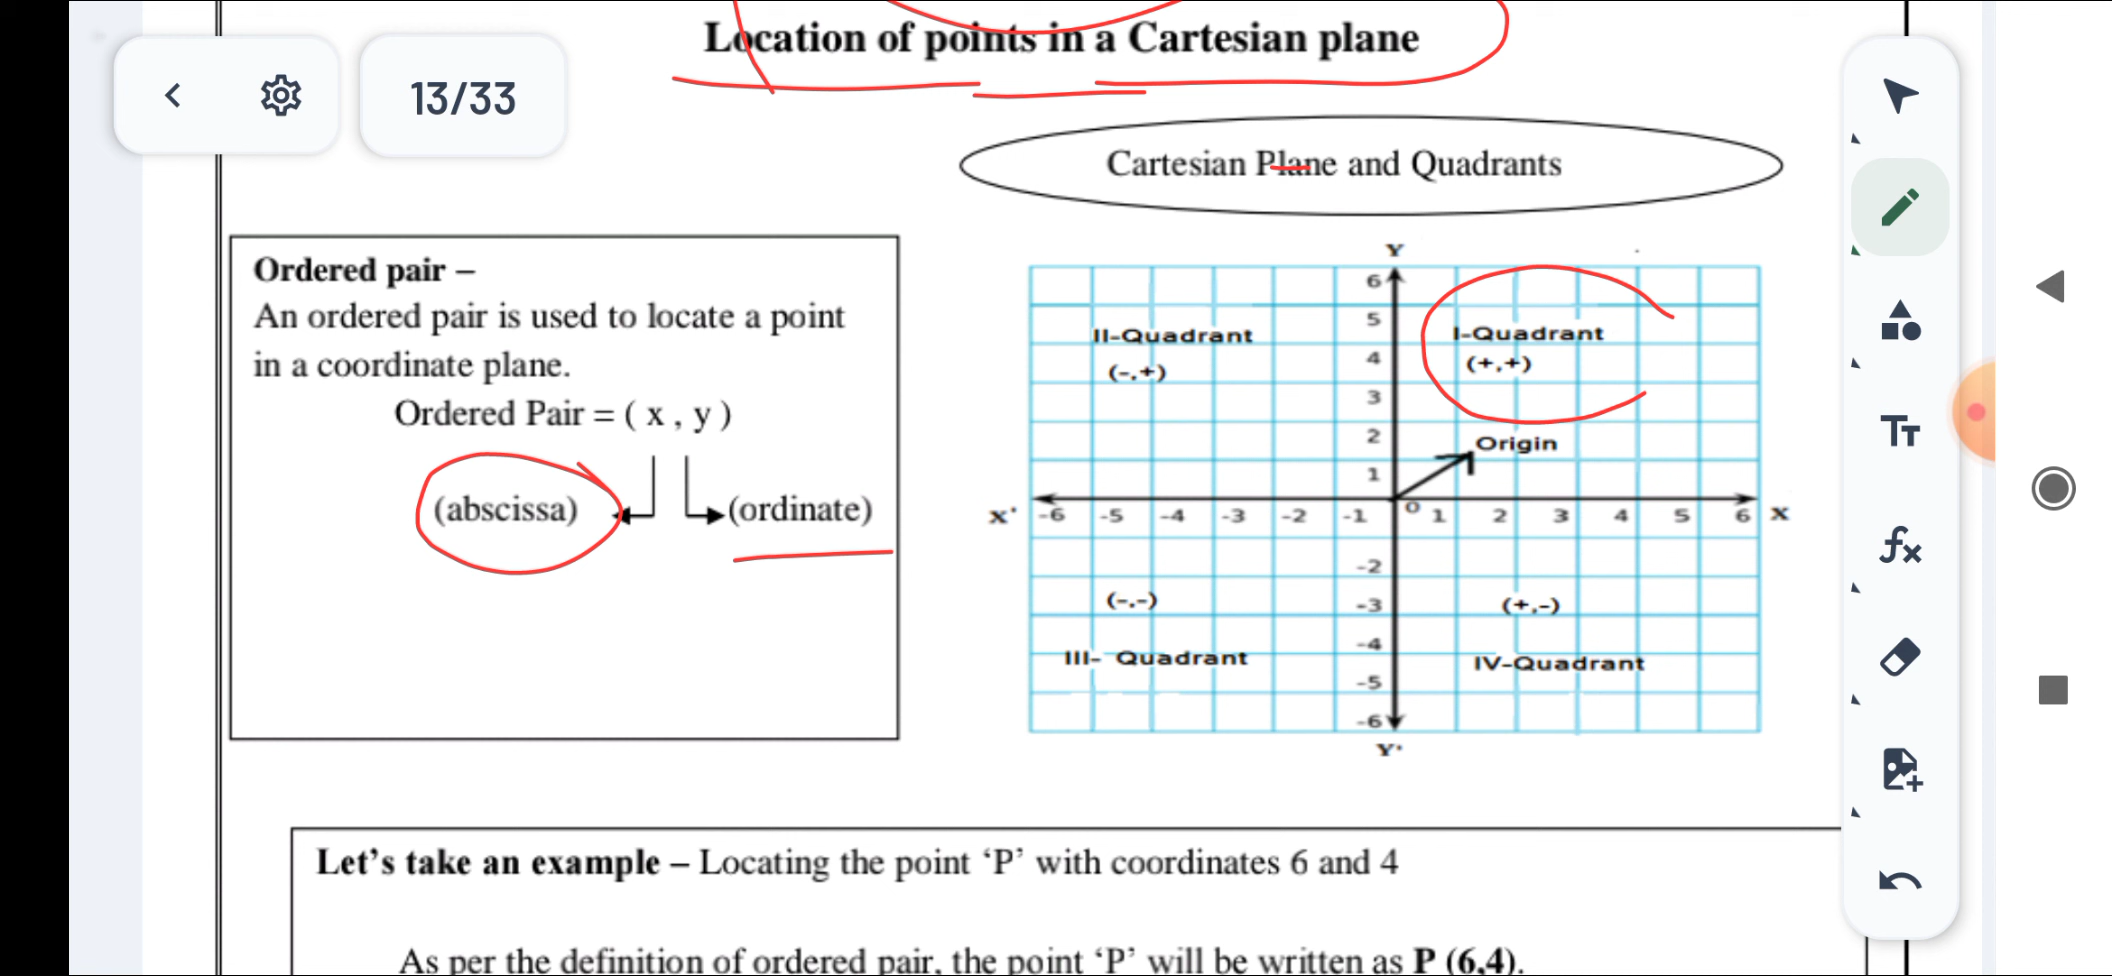 Location of points in a Cartesian plane
13/33
Cartesian Plane and Quadrants
Ordered pair –
An ordered pair is used to locate a point
in a coordinate plane.
Ordered Pair = ( x , y )
(abscissa)
(ordinate)
Y
6
5
4
3
2
1
II-Quadrant
(-,+)
I-Quadrant
(+,+)
Origin
X' -6 -5 -4 -3 -2 -1 0 1 2 3 4 5 6 X
-2
-3
-4
-5
-6
Y'
(-,-)
III- Quadrant
(+,-)
IV-Quadrant
Tт
fx
Let's take an example – Locating the point ‘P’ with coordinates 6 and 4
As per the definition of ordered pair, the point ‘P’ will be written as P (6,4).